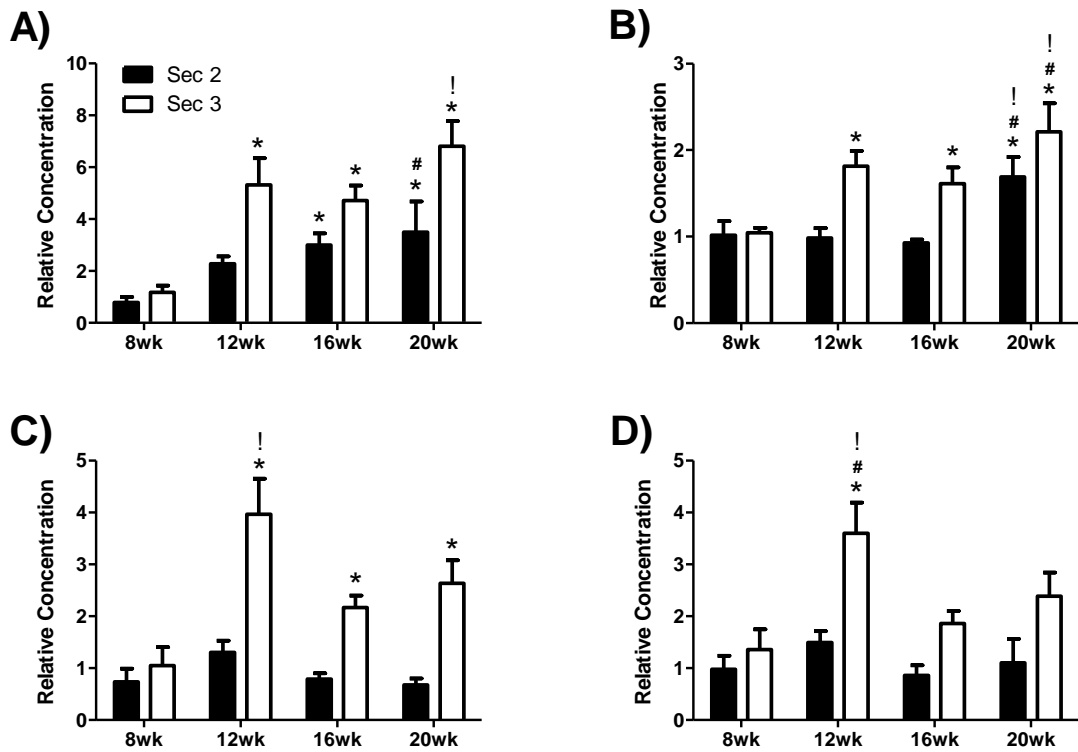 A)
Relative Concentration
10
8
6
4
2
0
Sec 2
Sec 3
* * * # * ! *
8wk 12wk 16wk 20wk
B)
Relative Concentration
3
2
1
0
* * ! # * ! # *
8wk 12wk 16wk 20wk
C)
Relative Concentration
5
4
3
2
1
0
! * * *
8wk 12wk 16wk 20wk
D)
Relative Concentration
5
4
3
2
1
0
! # *
8wk 12wk 16wk 20wk